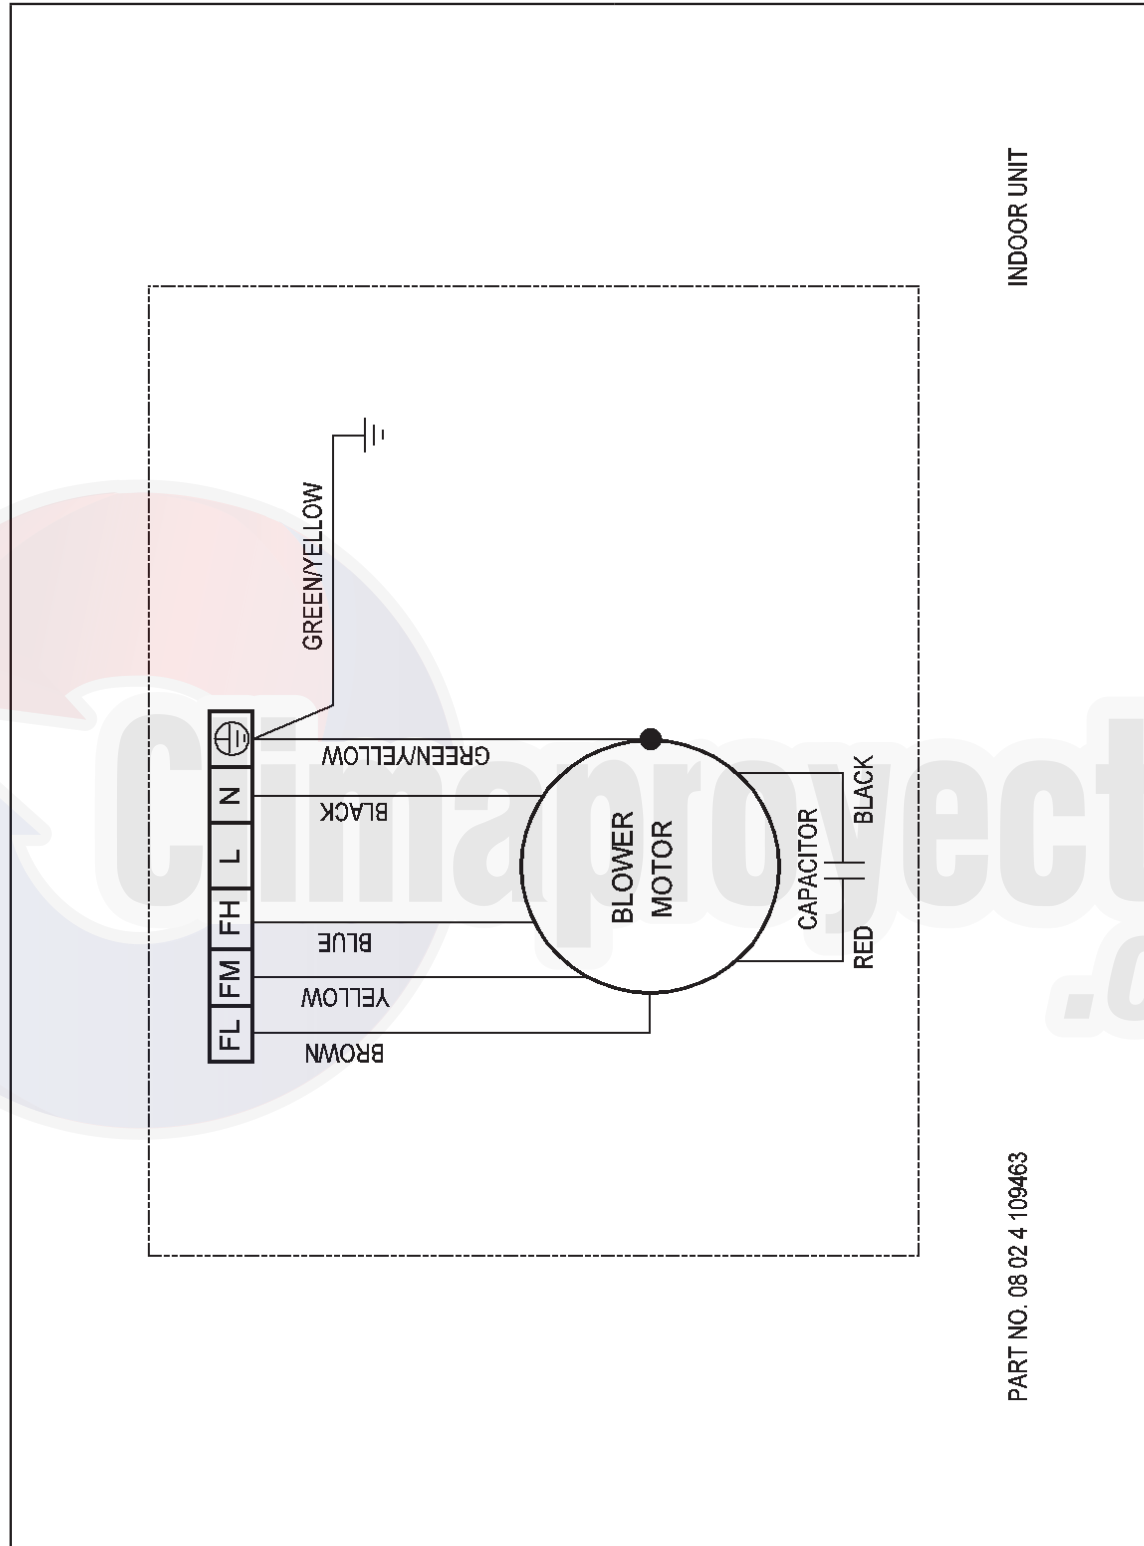 FL FM FH L N
BROWN
YELLOW
BLUE
BLACK
GREEN/YELLOW
GREEN/YELLOW
BLOWER
MOTOR
CAPACITOR
RED
BLACK
PART NO. 08 02 4 109463
INDOOR UNIT
Climaproyect
.c